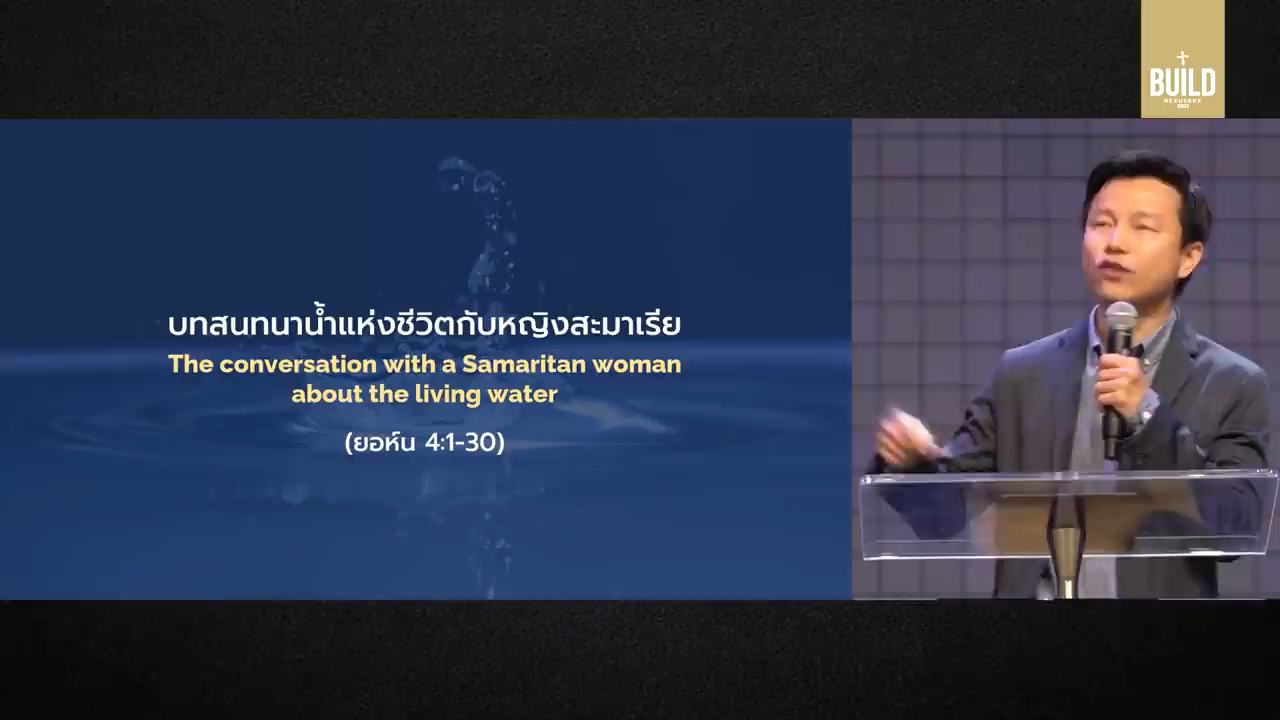 BUILD
NEXUSBKK
2021
บทสนทนาน้ำแห่งชีวิตกับหญิงสะมาเรีย
The conversation with a Samaritan woman
about the living water
(ยอห์น 4:1-30)